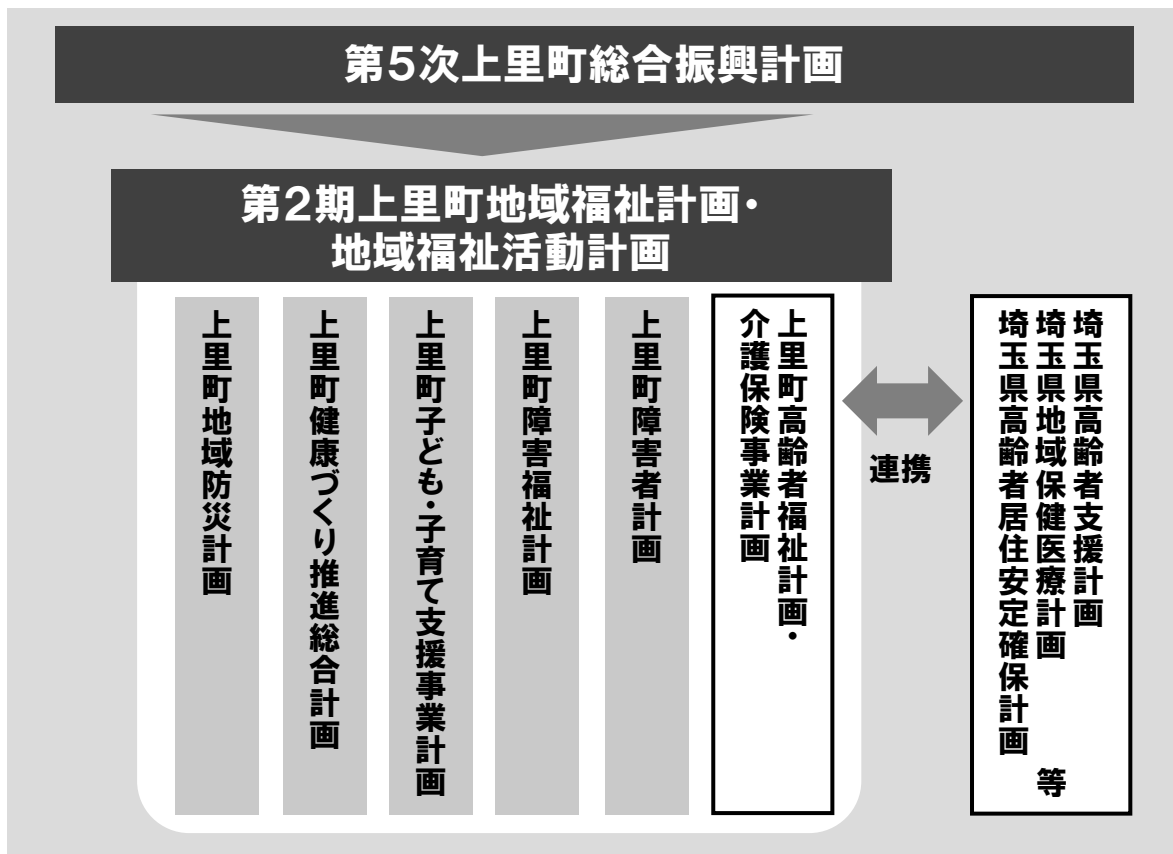 第5次上里町総合振興計画
第2期上里町地域福祉計画・
地域福祉活動計画
上里町地域防災計画
上里町健康づくり推進総合計画
上里町子ども・子育て支援事業計画
上里町障害福祉計画
上里町障害者計画
上里町高齢者福祉計画・
介護保険事業計画
連携
埼玉県高齢者支援計画
埼玉県地域保健医療計画 等
埼玉県高齢者居住安定確保計画